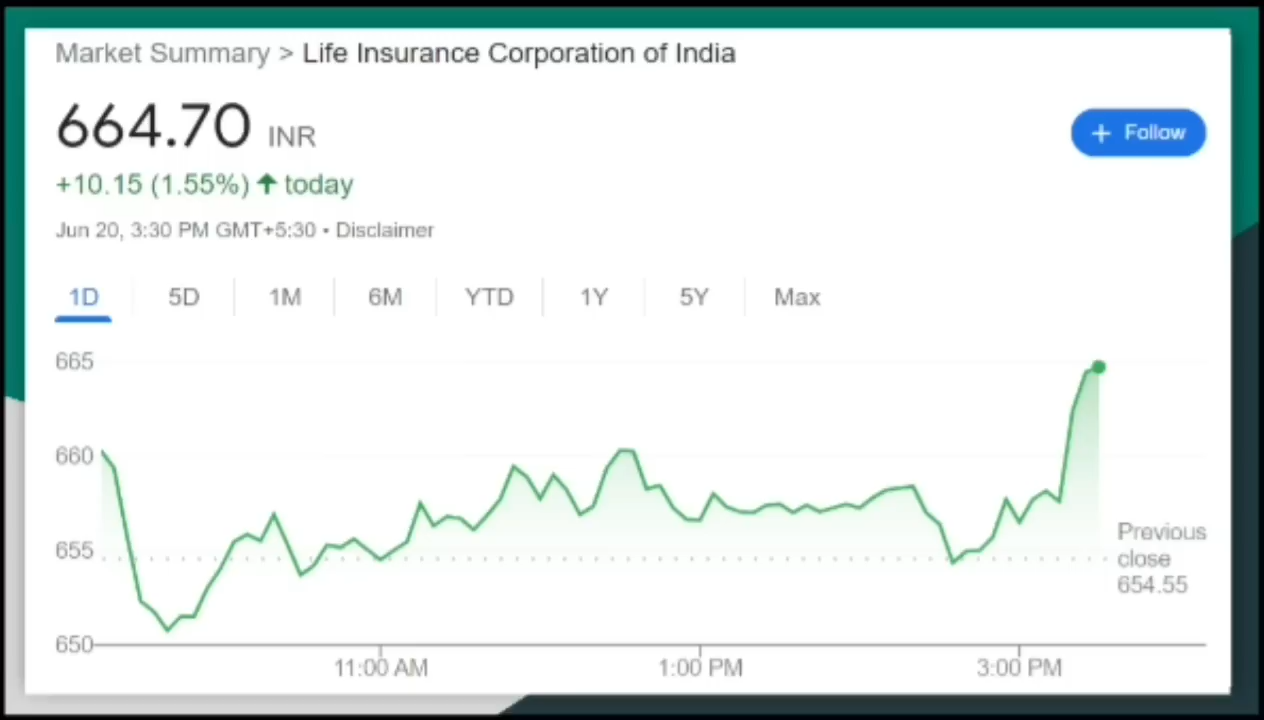 Market Summary > Life Insurance Corporation of India
664.70 INR
+ Follow
+10.15 (1.55%) ↑ today
Jun 20, 3:30 PM GMT+5:30 • Disclaimer
1D 5D 1M 6M YTD 1Y 5Y Max
665
660
655
650
Previous
close
654.55
11:00 AM 1:00 PM 3:00 PM